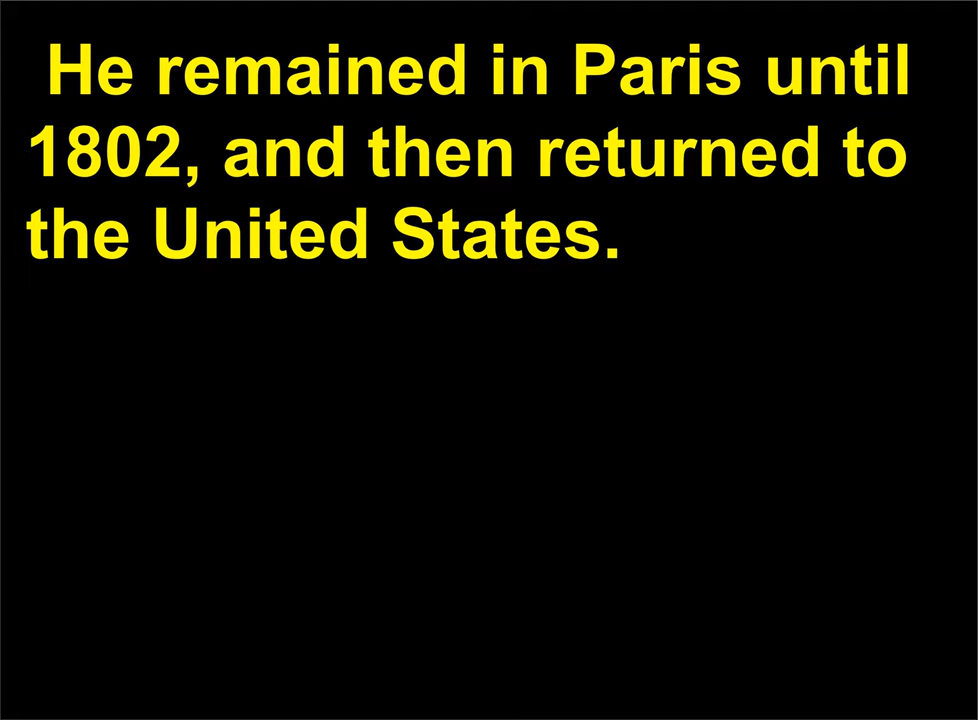 He remained in Paris until
1802, and then returned to
the United States.